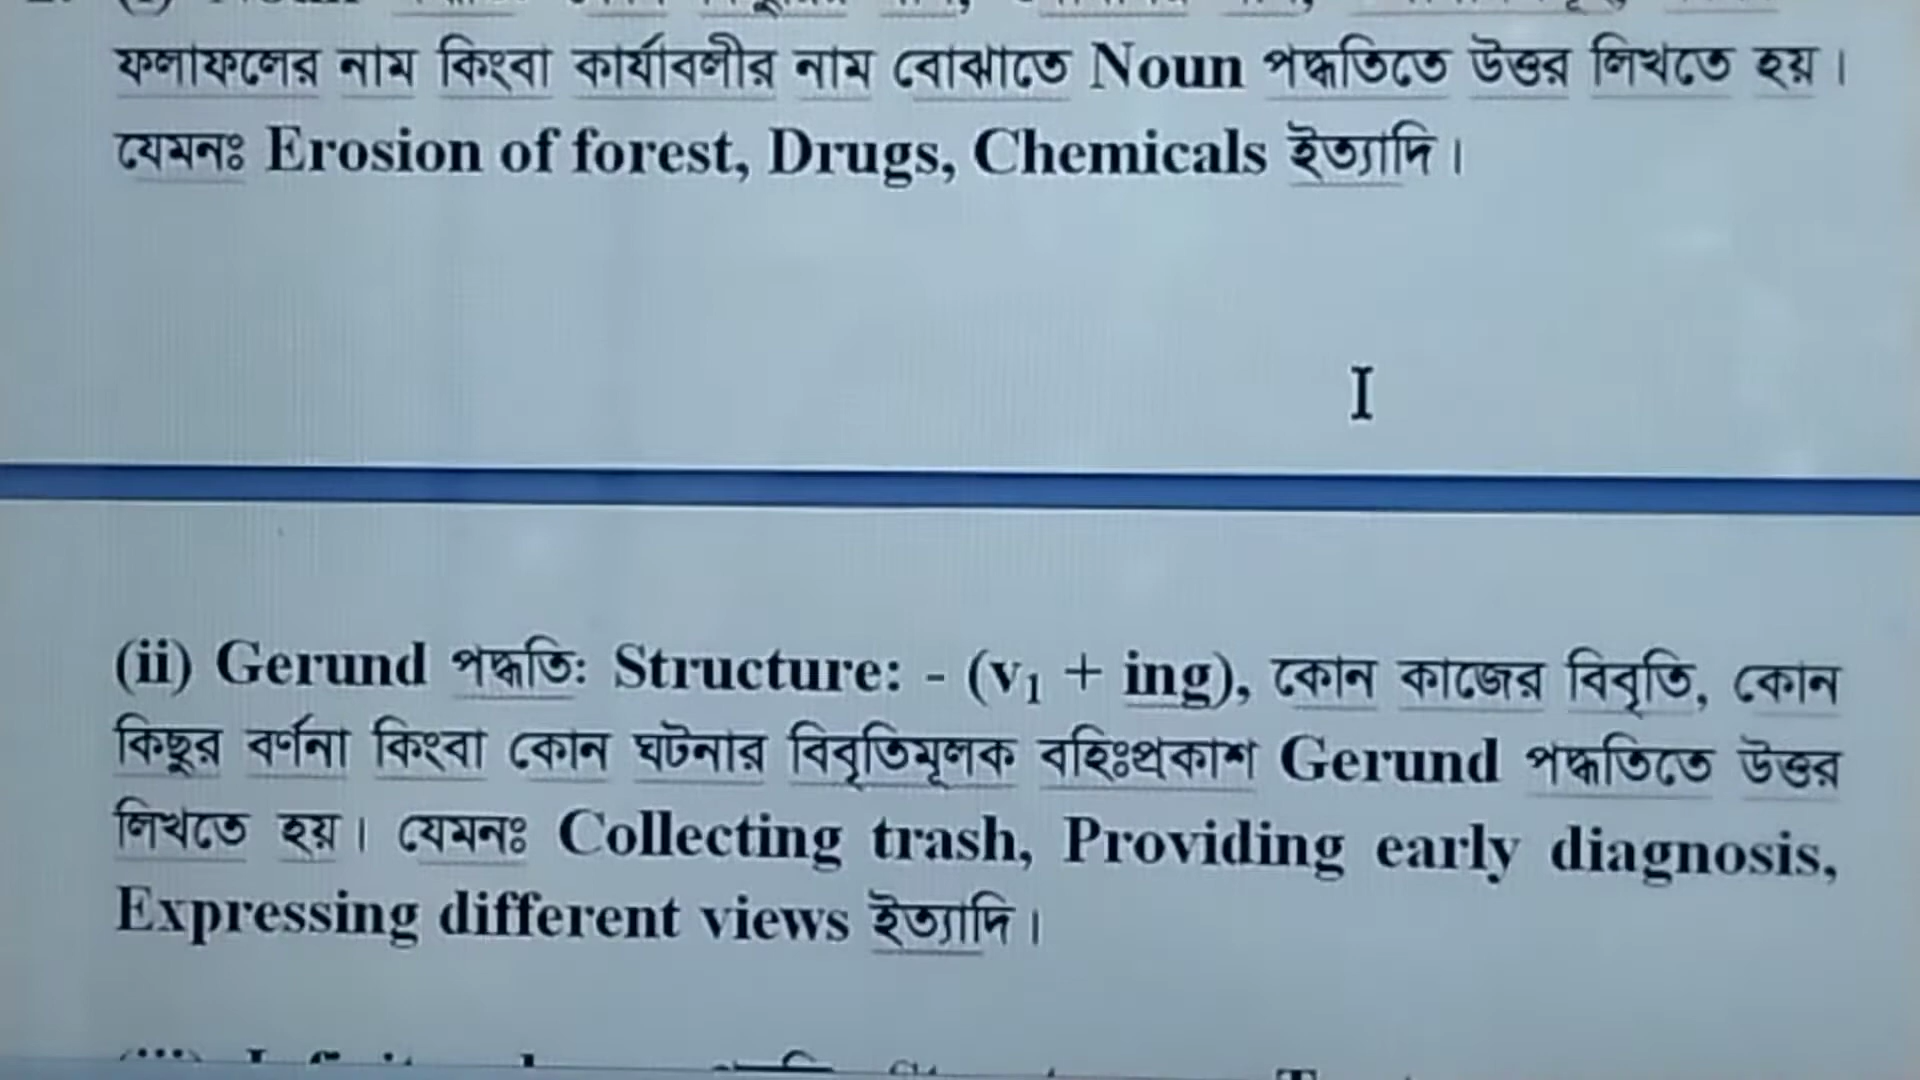 ফলাফলের নাম কিংবা কার্যাবলীর নাম বোঝাতে Noun পদ্ধতিতে উত্তর লিখতে হয়।
যেমনঃ Erosion of forest, Drugs, Chemicals ইত্যাদি।
(ii) Gerund পদ্ধতি: Structure: - (v₁ + ing), কোন কাজের বিবৃতি, কোন
কিছুর বর্ণনা কিংবা কোন ঘটনার বিবৃতিমূলক বহিঃপ্রকাশ Gerund পদ্ধতিতে উত্তর
লিখতে হয়। যেমনঃ Collecting trash, Providing early diagnosis,
Expressing different views ইত্যাদি।